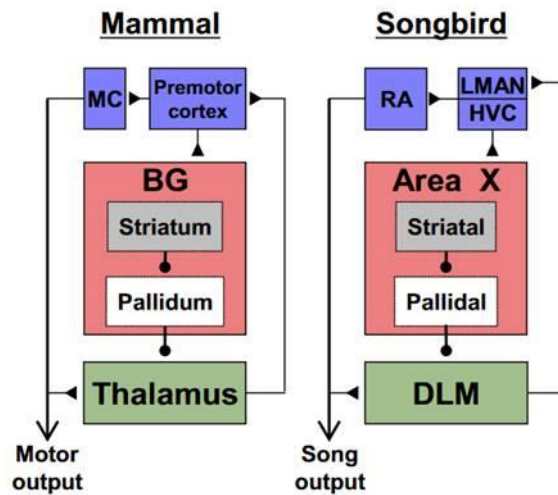 Mammal
MC
Premotor
cortex
BG
Striatum
Pallidum
Thalamus
Motor
output
Songbird
RA
LMAN
HVC
Area X
Striatal
Pallidal
DLM
Song
output